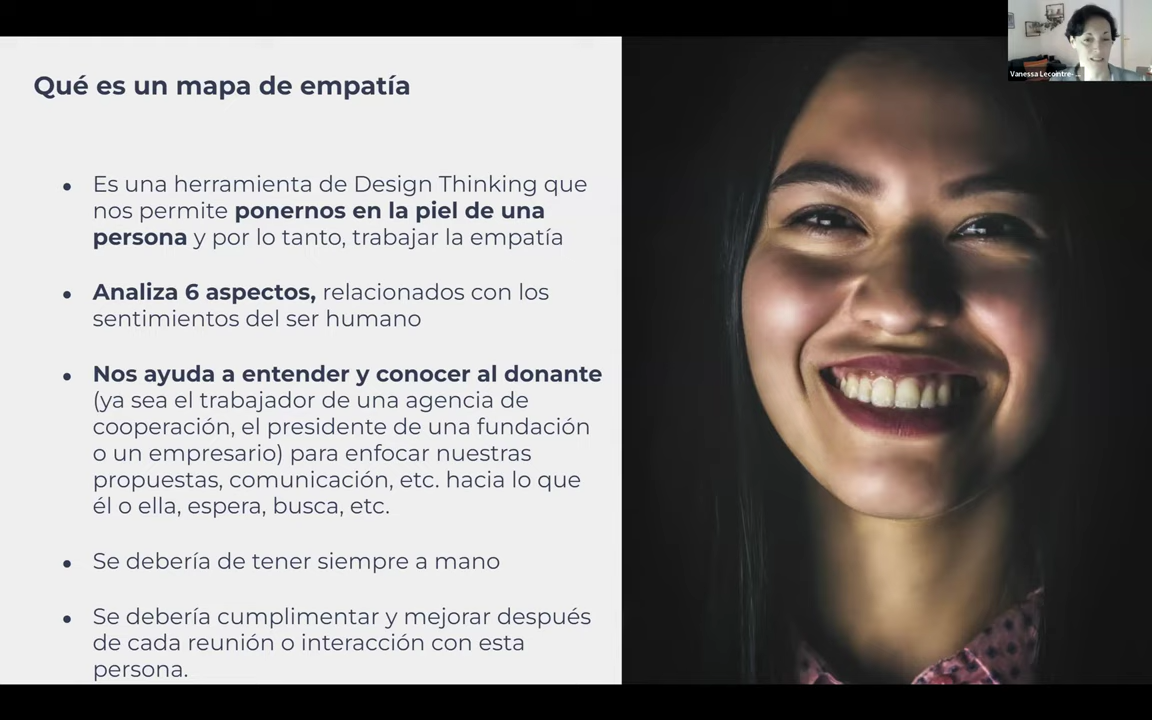 Qué es un mapa de empatía
Vanessa Lecointre-...
● Es una herramienta de Design Thinking que
nos permite ponernos en la piel de una
persona y por lo tanto, trabajar la empatía
● Analiza 6 aspectos, relacionados con los
sentimientos del ser humano
● Nos ayuda a entender y conocer al donante
(ya sea el trabajador de una agencia de
cooperación, el presidente de una fundación
o un empresario) para enfocar nuestras
propuestas, comunicación, etc. hacia lo que
él o ella, espera, busca, etc.
● Se debería de tener siempre a mano
● Se debería cumplimentar y mejorar después
de cada reunión o interacción con esta
persona.